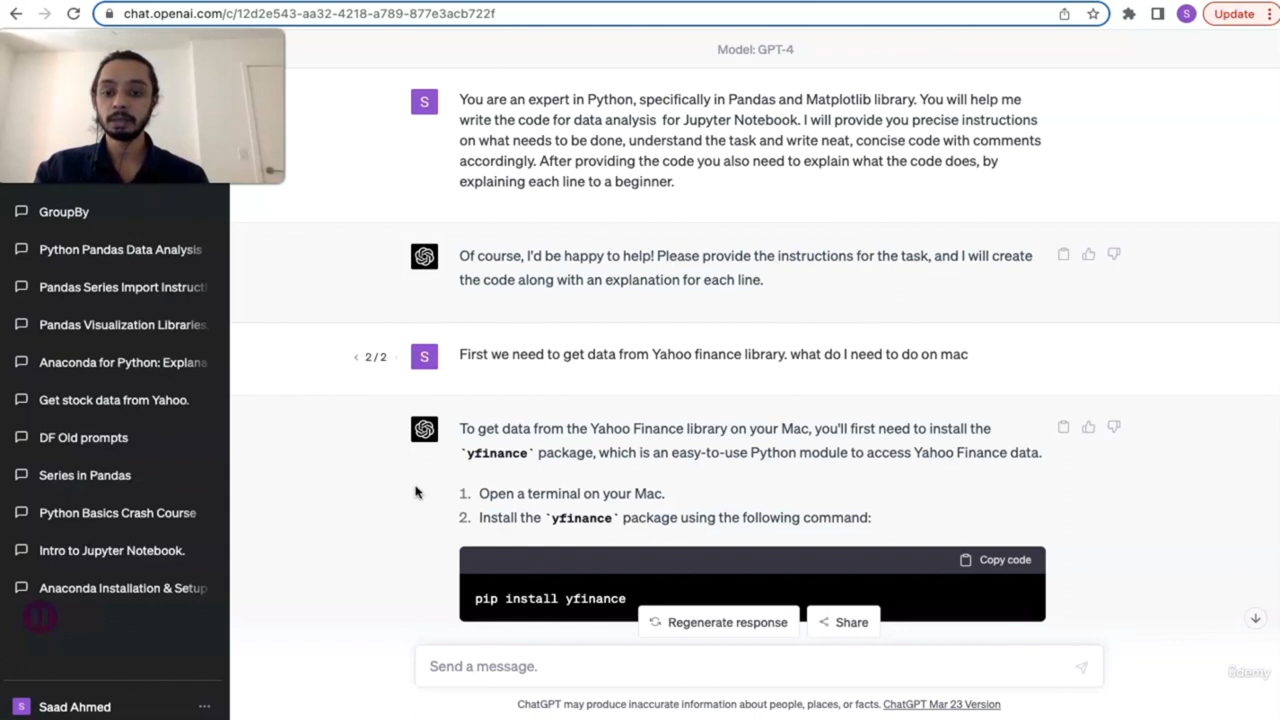 chat.openai.com/c/12d2e543-aa32-4218-a789-877e3acb722f
S
Update
Model: GPT-4
S
You are an expert in Python, specifically in Pandas and Matplotlib library. You will help me
write the code for data analysis for Jupyter Notebook. I will provide you precise instructions
on what needs to be done, understand the task and write neat, concise code with comments
accordingly. After providing the code you also need to explain what the code does, by
explaining each line to a beginner.
GroupBy
Python Pandas Data Analysis
Pandas Series Import Instructi
Pandas Visualization Libraries.
Anaconda for Python: Explana
Get stock data from Yahoo.
DF Old prompts
Series in Pandas
Python Basics Crash Course
Intro to Jupyter Notebook.
Anaconda Installation & Setup
S Saad Ahmed ...
Of course, I'd be happy to help! Please provide the instructions for the task, and I will create
the code along with an explanation for each line.
< 2/2 >
S
First we need to get data from Yahoo finance library. what do I need to do on mac
To get data from the Yahoo Finance library on your Mac, you'll first need to install the
`yfinance` package, which is an easy-to-use Python module to access Yahoo Finance data.
1. Open a terminal on your Mac.
2. Install the `yfinance` package using the following command:
Copy code
pip install yfinance
Regenerate response
Share
Send a message.
ChatGPT may produce inaccurate information about people, places, or facts. ChatGPT Mar 23 Version
ûdemy